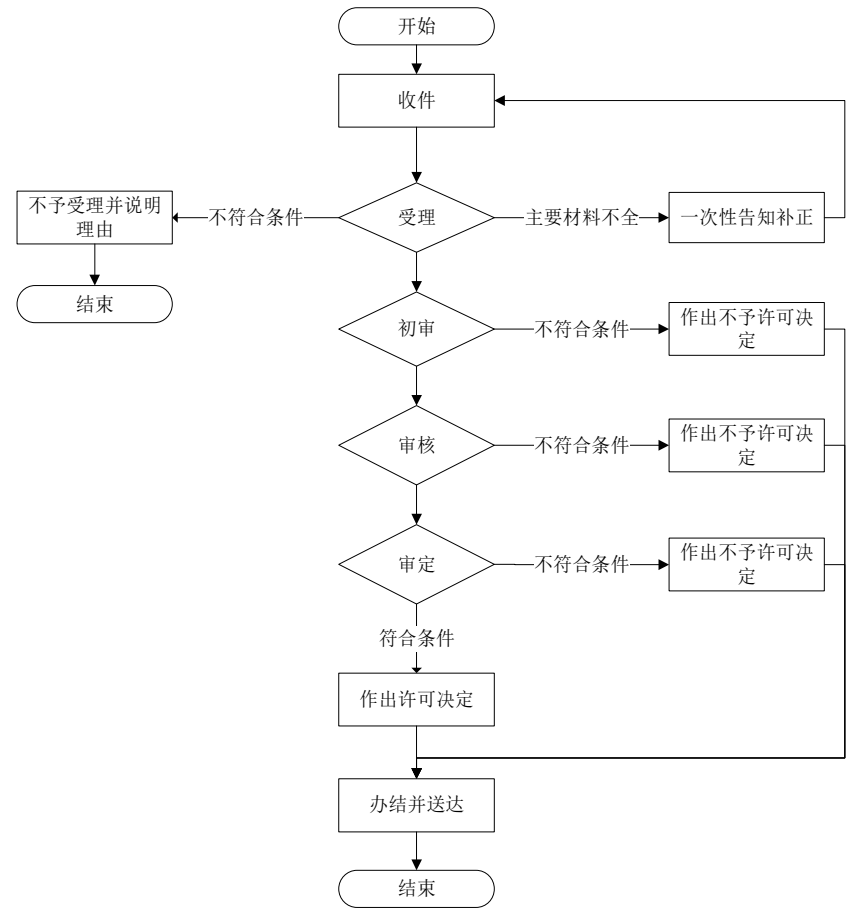 开始
收件
不予受理并说明
理由
不符合条件
受理
主要材料不全
一次性告知补正
结束
初审
不符合条件
作出不予许可决
定
审核
不符合条件
作出不予许可决
定
审定
不符合条件
作出不予许可决
定
符合条件
作出许可决定
办结并送达
结束